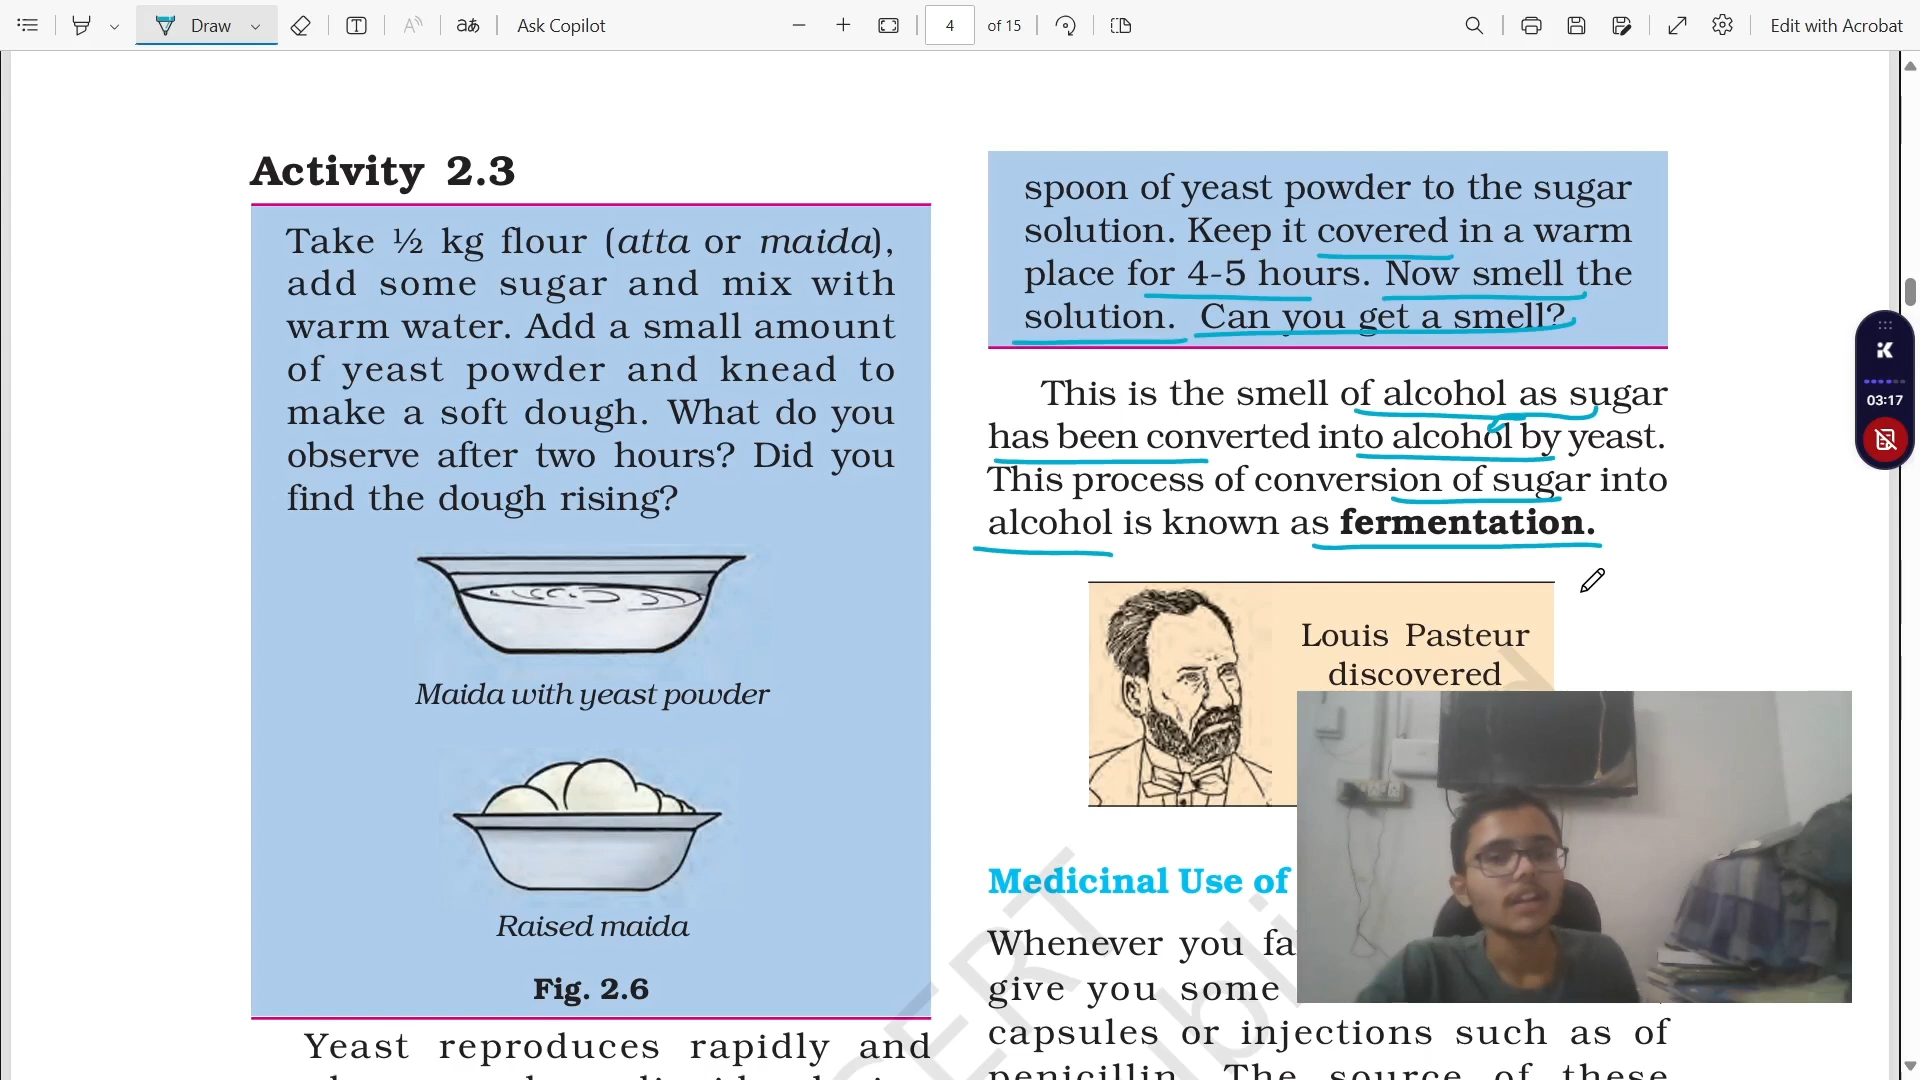 Draw
Ask Copilot
4 of 15
Edit with Acrobat
Activity 2.3
Take ½ kg flour (atta or maida),
add some sugar and mix with
warm water. Add a small amount
of yeast powder and knead to
make a soft dough. What do you
observe after two hours? Did you
find the dough rising?
Maida with yeast powder
Raised maida
Fig. 2.6
Yeast reproduces rapidly and
spoon of yeast powder to the sugar
solution. Keep it covered in a warm
place for 4-5 hours. Now smell the
solution. Can you get a smell?
This is the smell of alcohol as sugar
has been converted into alcohol by yeast.
This process of conversion of sugar into
alcohol is known as fermentation.
Louis Pasteur
discovered
Medicinal Use of
Whenever you fa
give you some
capsules or injections such as of
penicillin. The source of these
03:17